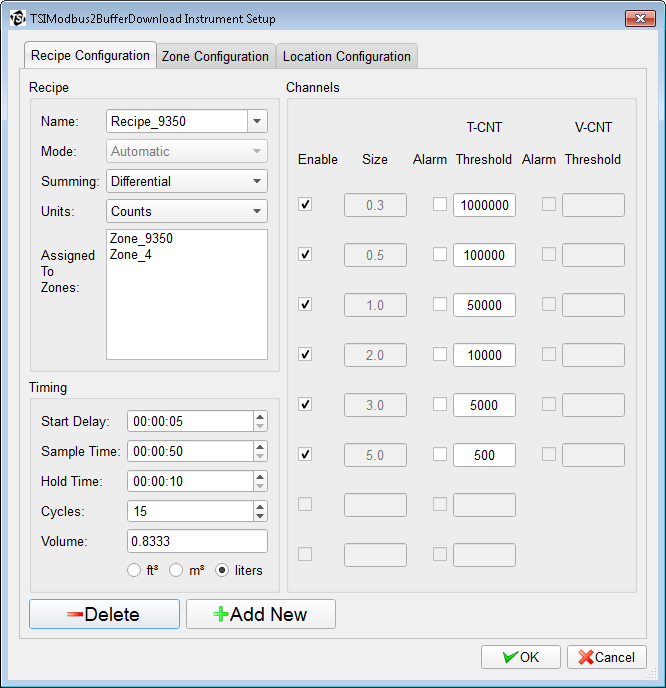 TSI TSIModbus2BufferDownload Instrument Setup
Recipe Configuration Zone Configuration Location Configuration
Recipe
Name: Recipe_9350
Mode: Automatic
Summing: Differential
Units: Counts
Assigned To Zones:
Zone_9350
Zone_4
Timing
Start Delay: 00:00:05
Sample Time: 00:00:50
Hold Time: 00:00:10
Cycles: 15
Volume: 0.8333
ft³ m³ liters
Channels
T-CNT V-CNT
Enable Size Alarm Threshold Alarm Threshold
0.3 1000000
0.5 100000
1.0 50000
2.0 10000
3.0 5000
5.0 500
Delete Add New
OK Cancel